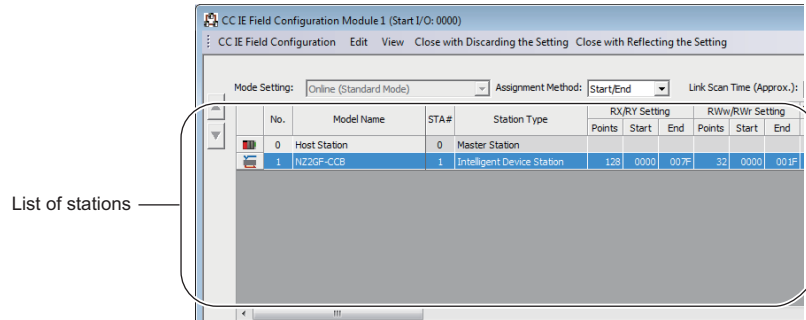 CC IE Field Configuration Module 1 (Start I/O: 0000)
CC IE Field Configuration Edit View Close with Discarding the Setting Close with Reflecting the Setting
Mode Setting: Online (Standard Mode) Assignment Method: Start/End Link Scan Time (Approx.):
No. Model Name STA# Station Type RX/RY Setting RWw/RWr Setting
Points Start End Points Start End
0 Host Station 0 Master Station
1 NZ2GF-CCB 1 Intelligent Device Station 128 0000 007F 32 0000 001F
List of stations